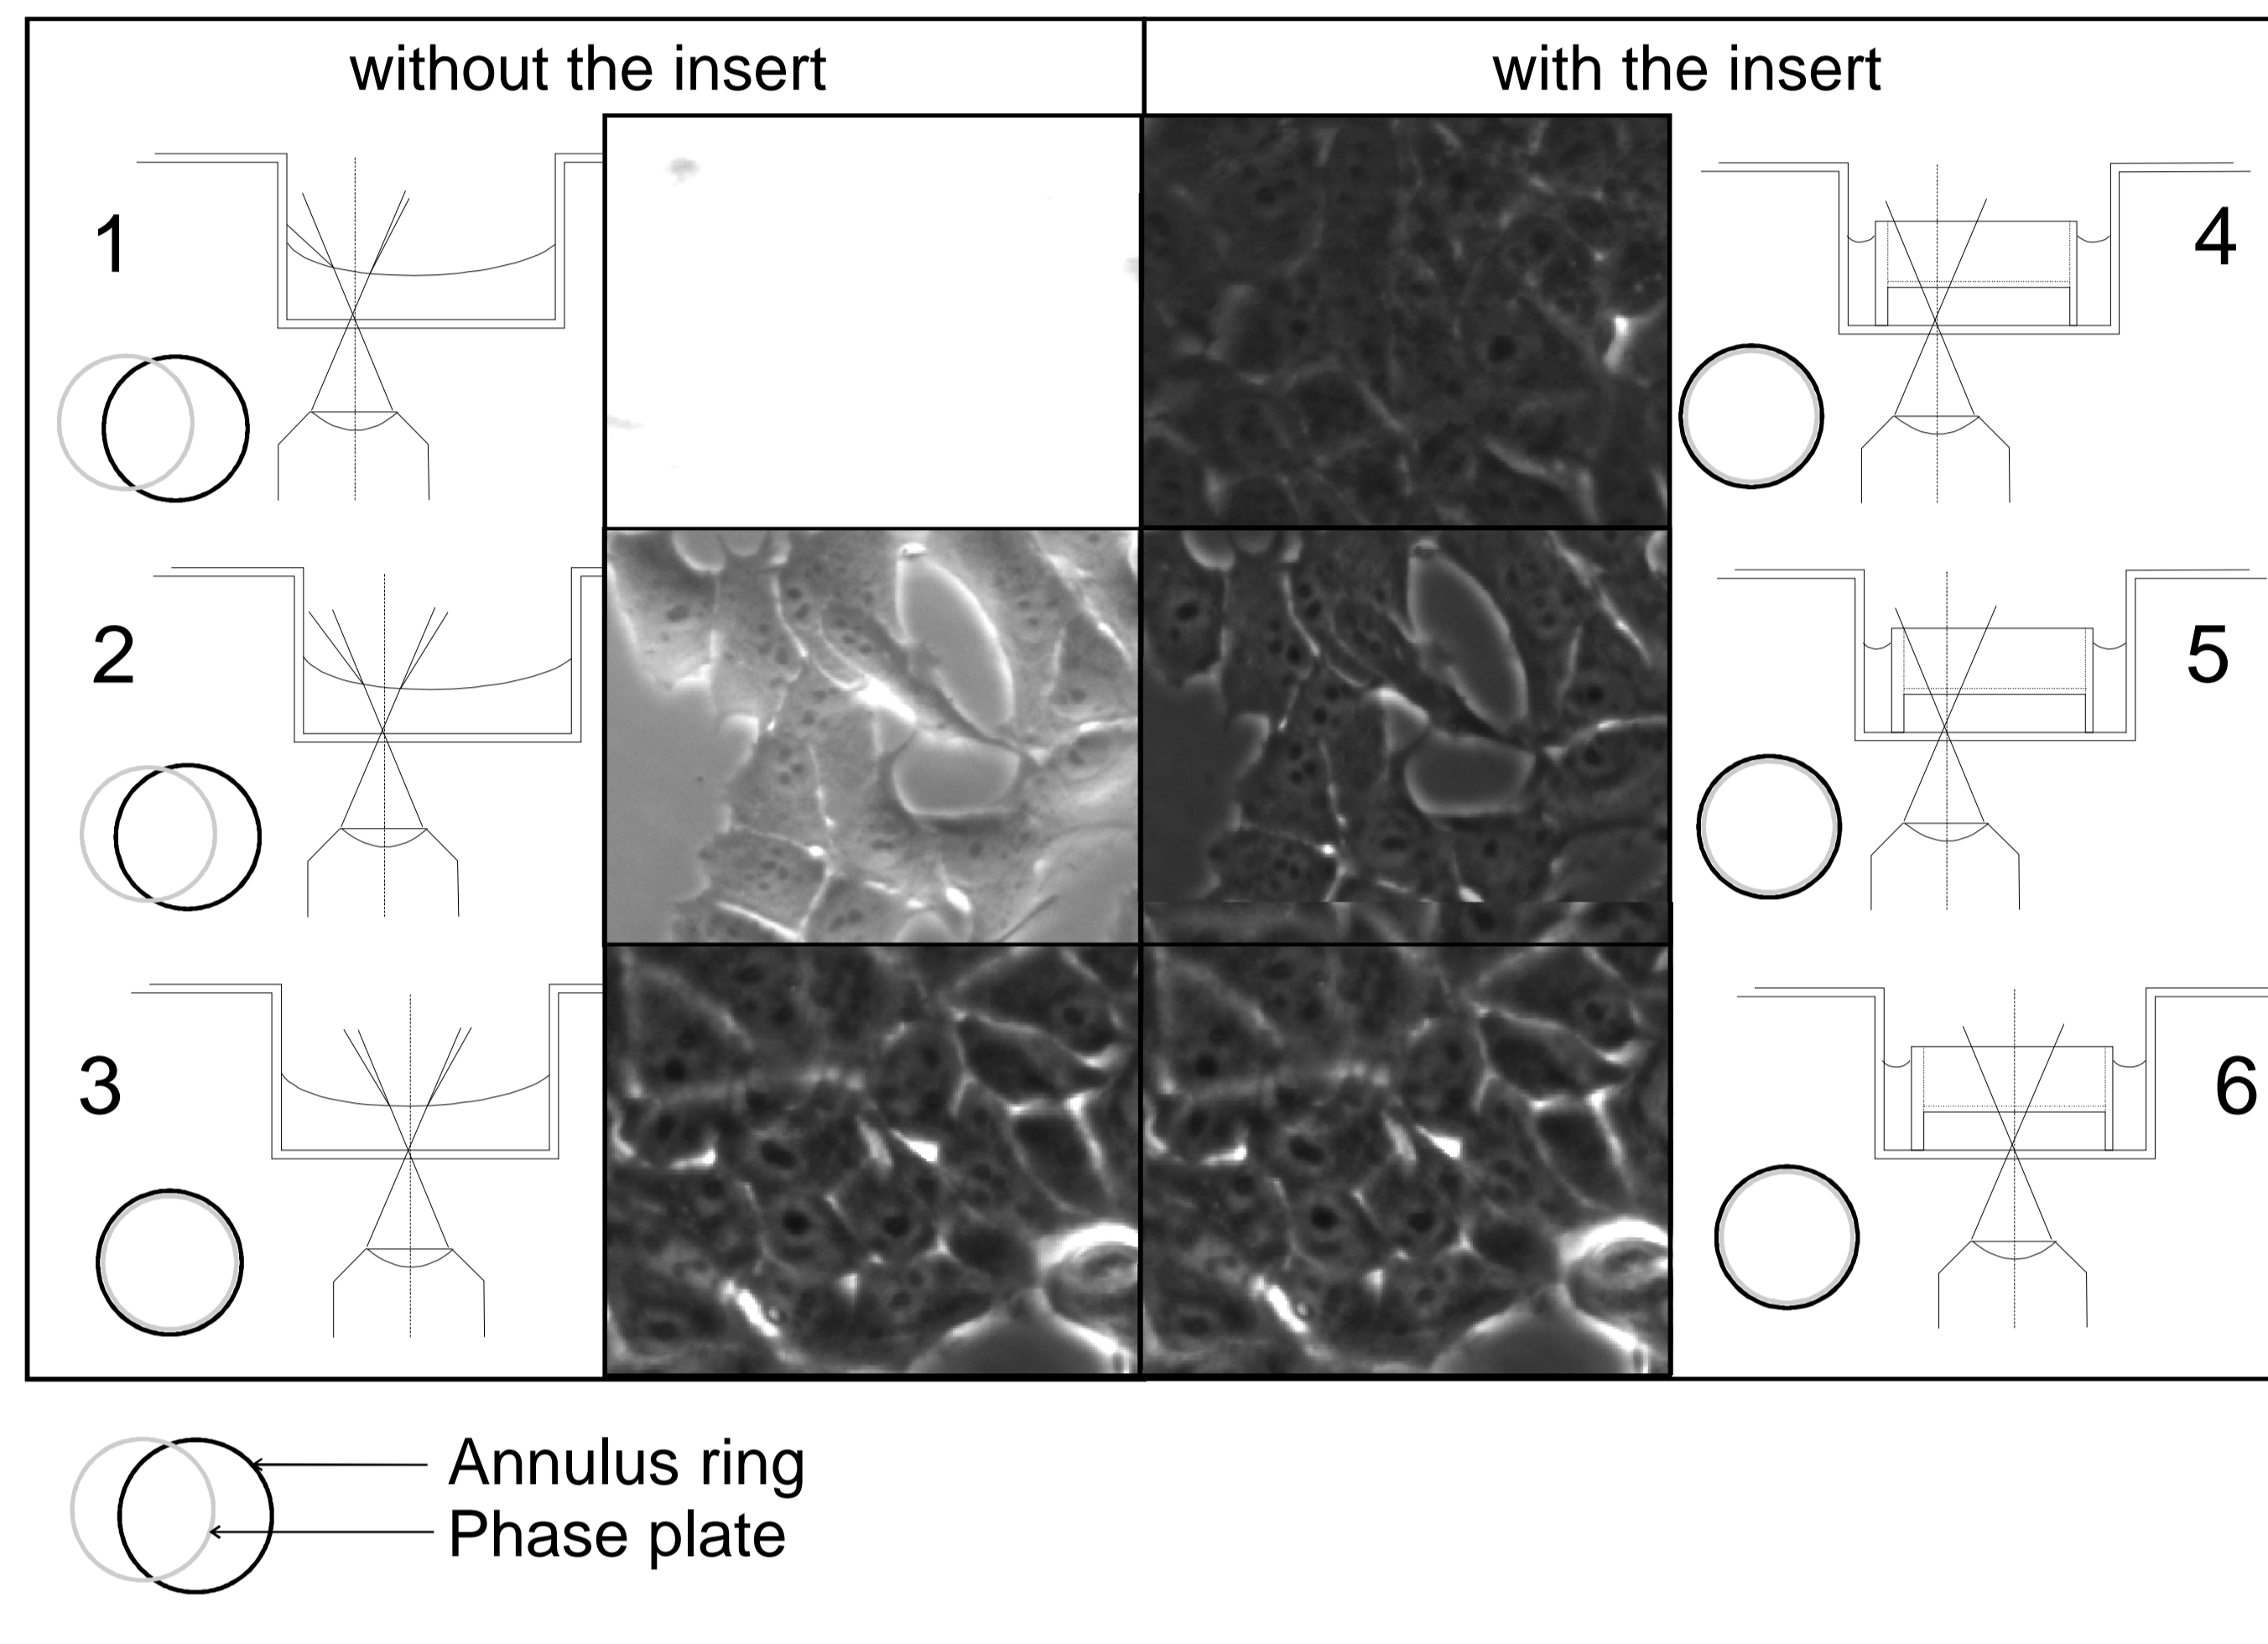 without the insert
with the insert
1
4
2
5
3
6
Annulus ring
Phase plate